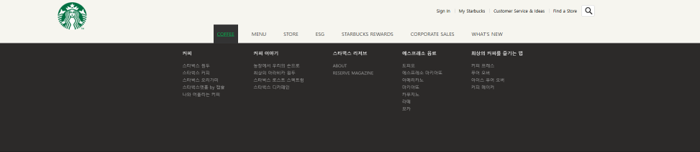 Sign In
My Starbucks
Customer Service & Ideas
Find a Store
COFFEE
MENU
STORE
ESG
STARBUCKS REWARDS
CORPORATE SALES
WHAT'S NEW
커피
커피 이야기
스타벅스 리저브
에스프레소 음료
최상의 커피를 즐기는 법
스타벅스 원두
농장에서 우리의 손으로
ABOUT
도피오
커피 프레스
스타벅스 커피
최상의 아라비카 원두
RESERVE MAGAZINE
에스프레소 마키아또
푸어 오버
스타벅스 오리가미
스타벅스 로스트 스펙트럼
아메리카노
아이스 푸어 오버
스타벅스앳홈 by 캡슐
스타벅스 디카페인
마키아또
커피 메이커
나와 어울리는 커피
카푸치노
라떼
모카